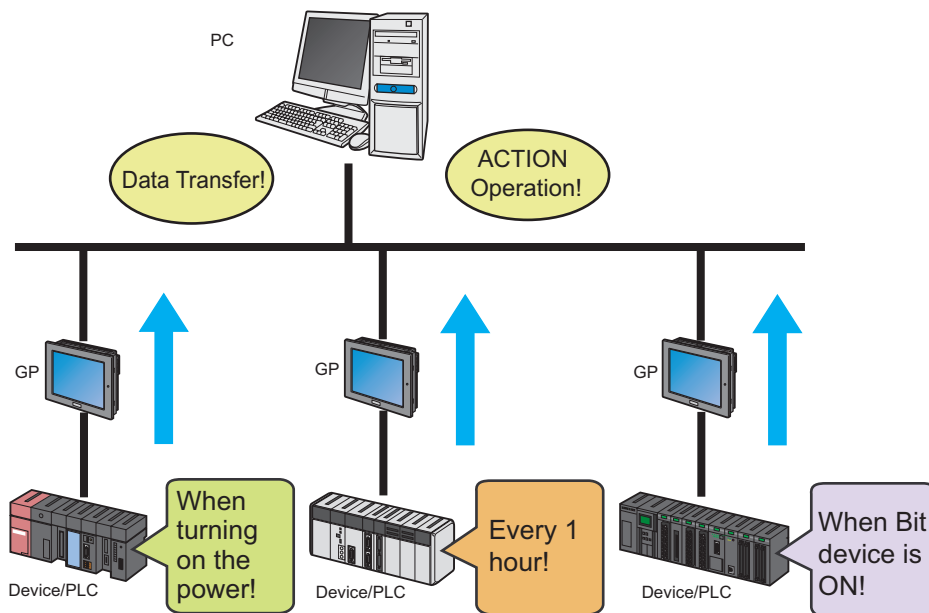 PC
Data Transfer!
ACTION
Operation!
GP
GP
GP
When
turning
on the
power!
Every 1
hour!
When Bit
device is
ON!
Device/PLC
Device/PLC
Device/PLC